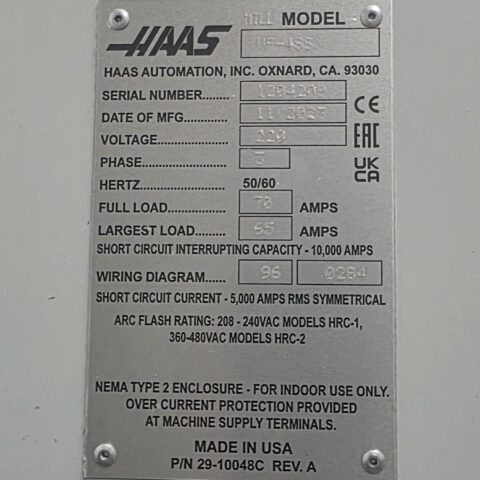 HAAS MILL MODEL VF-4SS
HAAS AUTOMATION, INC. OXNARD, CA. 93030
SERIAL NUMBER........
DATE OF MFG............
VOLTAGE.................. 220
PHASE...................... 3
HERTZ....................... 50/60
FULL LOAD............... 70 AMPS
LARGEST LOAD........ AMPS
SHORT CIRCUIT INTERRUPTING CAPACITY - 10,000 AMPS
WIRING DIAGRAM...... 96 0284
SHORT CIRCUIT CURRENT - 5,000 AMPS RMS SYMMETRICAL
ARC FLASH RATING: 208 - 240VAC MODELS HRC-1,
360-480VAC MODELS HRC-2
NEMA TYPE 2 ENCLOSURE - FOR INDOOR USE ONLY.
OVER CURRENT PROTECTION PROVIDED
AT MACHINE SUPPLY TERMINALS.
MADE IN USA
P/N 29-10048C REV. A
CE
EAC
UK
CA